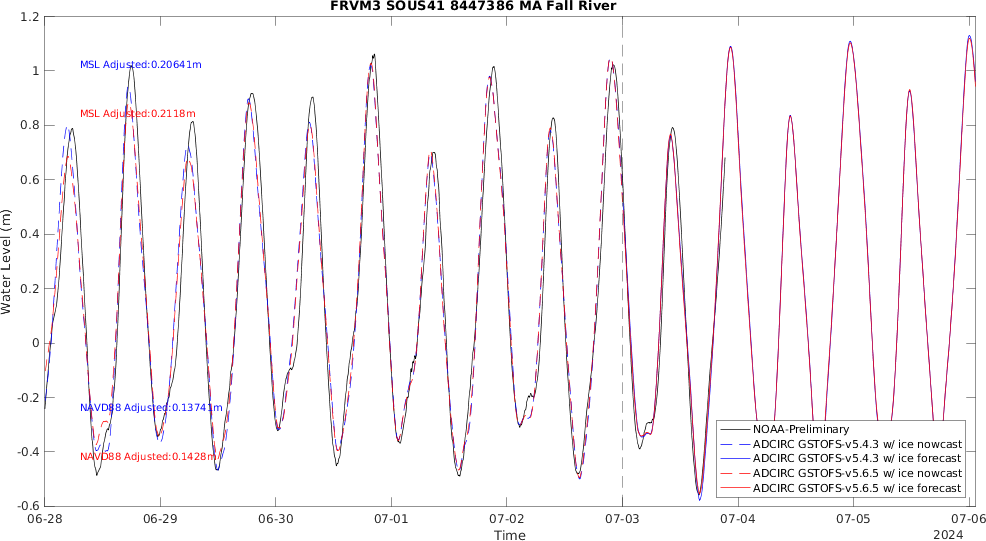 FRVM3 SOUS41 8447386 MA Fall River
1.2
1
0.8
0.6
0.4
0.2
0
-0.2
-0.4
-0.6
Water Level (m)
MSL Adjusted:0.20641m
MSL Adjusted:0.2118m
NAVD88 Adjusted:0.13741m
NAVD88 Adjusted:0.1428m
NOAA-Preliminary
ADCIRC GSTOFS-v5.4.3 w/ ice nowcast
ADCIRC GSTOFS-v5.4.3 w/ ice forecast
ADCIRC GSTOFS-v5.6.5 w/ ice nowcast
ADCIRC GSTOFS-v5.6.5 w/ ice forecast
06-28 06-29 06-30 07-01 07-02 07-03 07-04 07-05 07-06
Time
2024